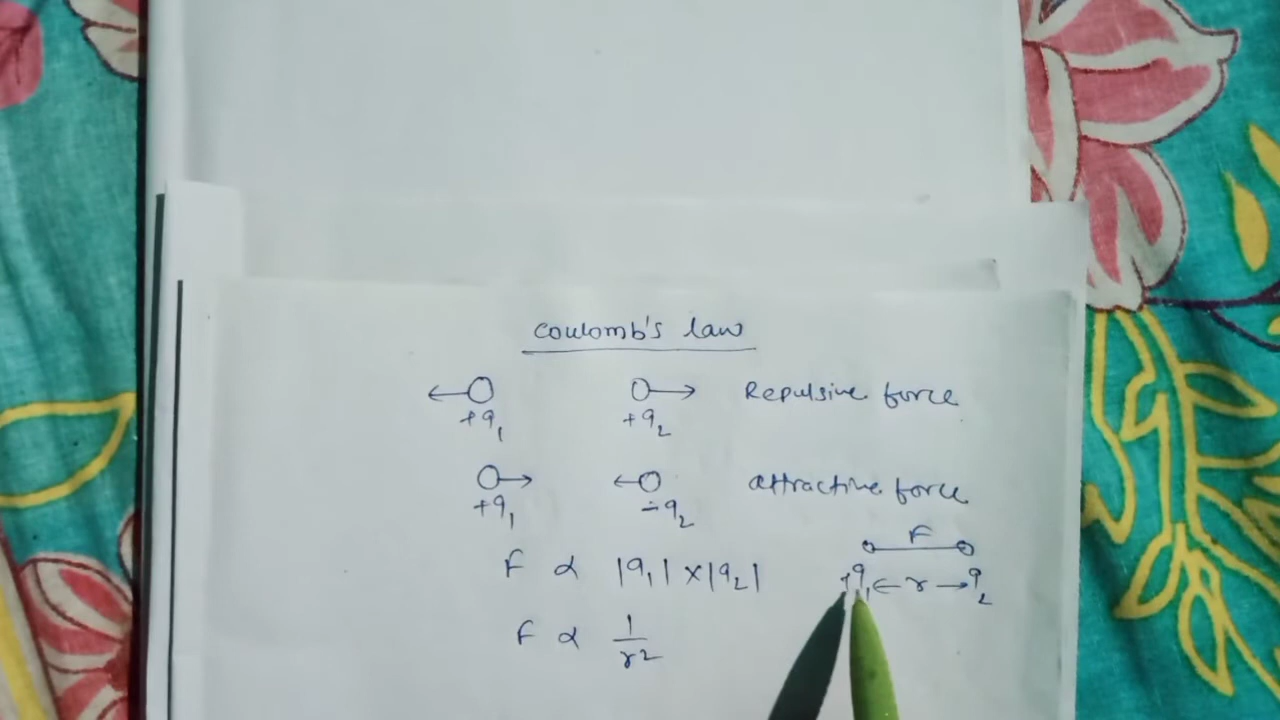 Coulomb's law
+q₁ +q₂ Repulsive force
+q₁ -q₂ attractive force
F
F ∝ |q₁| × |q₂| +q₁ ← r → q₂
F ∝ 1/r²